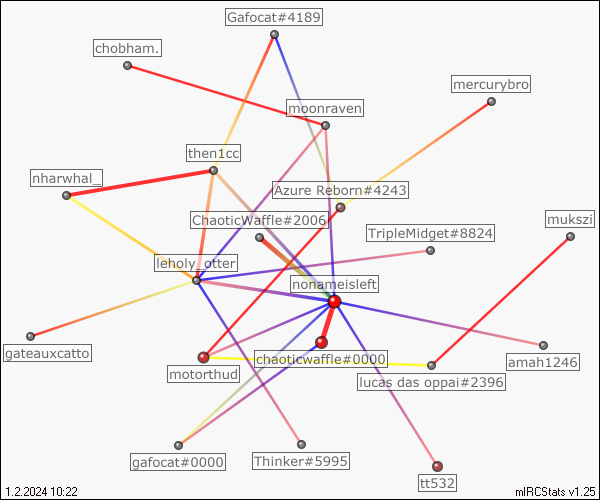 Gafocat#4189
chobham.
mercurybro
moonraven
then1cc
nharwhal_
Azure Reborn#4243
ChaoticWaffle#2006
mukszi
TripleMidget#8824
leholy_otter
nonameisleft
gateauxcatto
chaoticwaffle#0000
amah1246
motorthud
lucas das oppai#2396
gafocat#0000
Thinker#5995
tt532
1.2.2024 10:22
mIRCStats v1.25